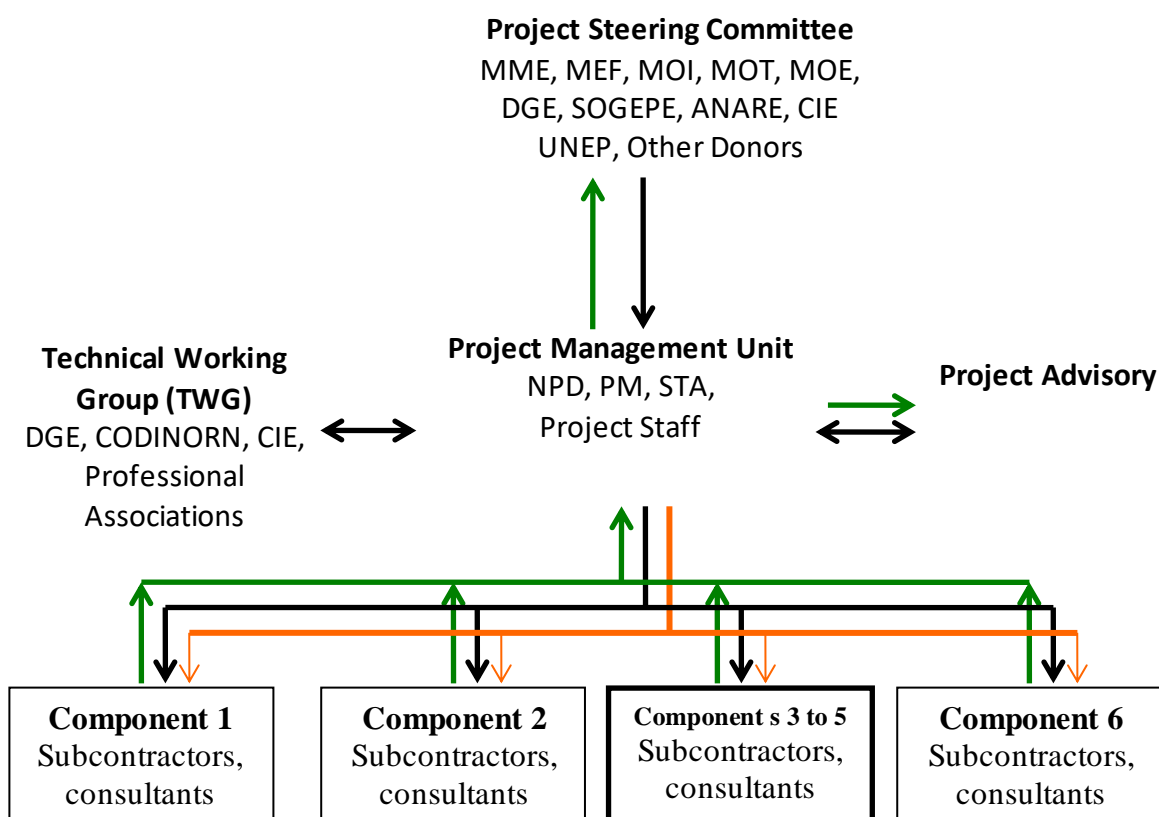 Project Steering Committee
MME, MEF, MOI, MOT, MOE,
DGE, SOGEPE, ANARE, CIE
UNEP, Other Donors
Technical Working
Group (TWG)
DGE, CODINORN, CIE,
Professional
Associations
Project Management Unit
NPD, PM, STA,
Project Staff
Project Advisory
Component 1
Subcontractors,
consultants
Component 2
Subcontractors,
consultants
Component s 3 to 5
Subcontractors,
consultants
Component 6
Subcontractors,
consultants